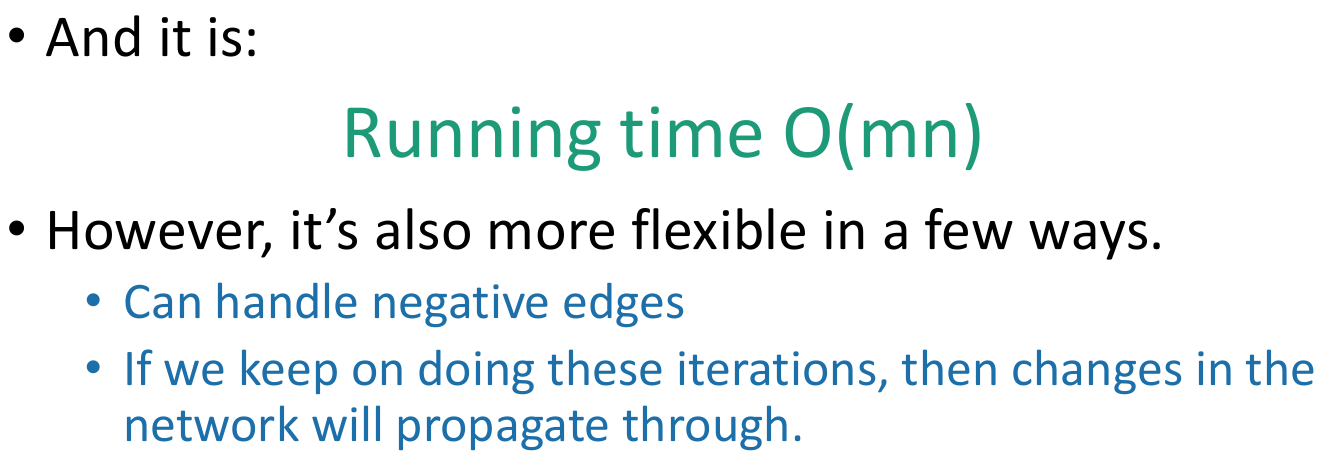 • And it is:
Running time O(mn)
• However, it’s also more flexible in a few ways.
• Can handle negative edges
• If we keep on doing these iterations, then changes in the
network will propagate through.